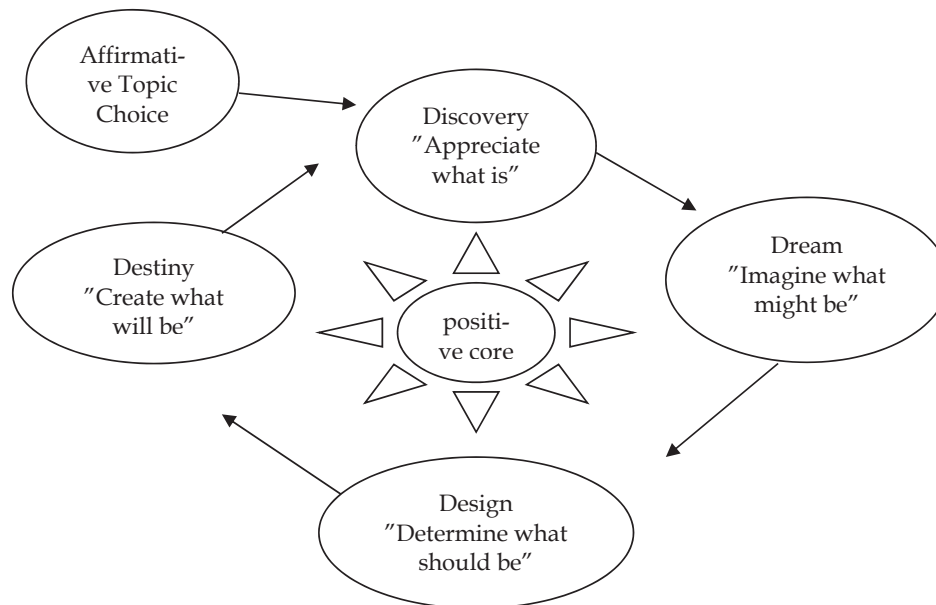 Affirmati-
ve Topic
Choice
Discovery
”Appreciate
what is”
Dream
”Imagine what
might be”
Destiny
”Create what
will be”
positi-
ve core
Design
”Determine what
should be”